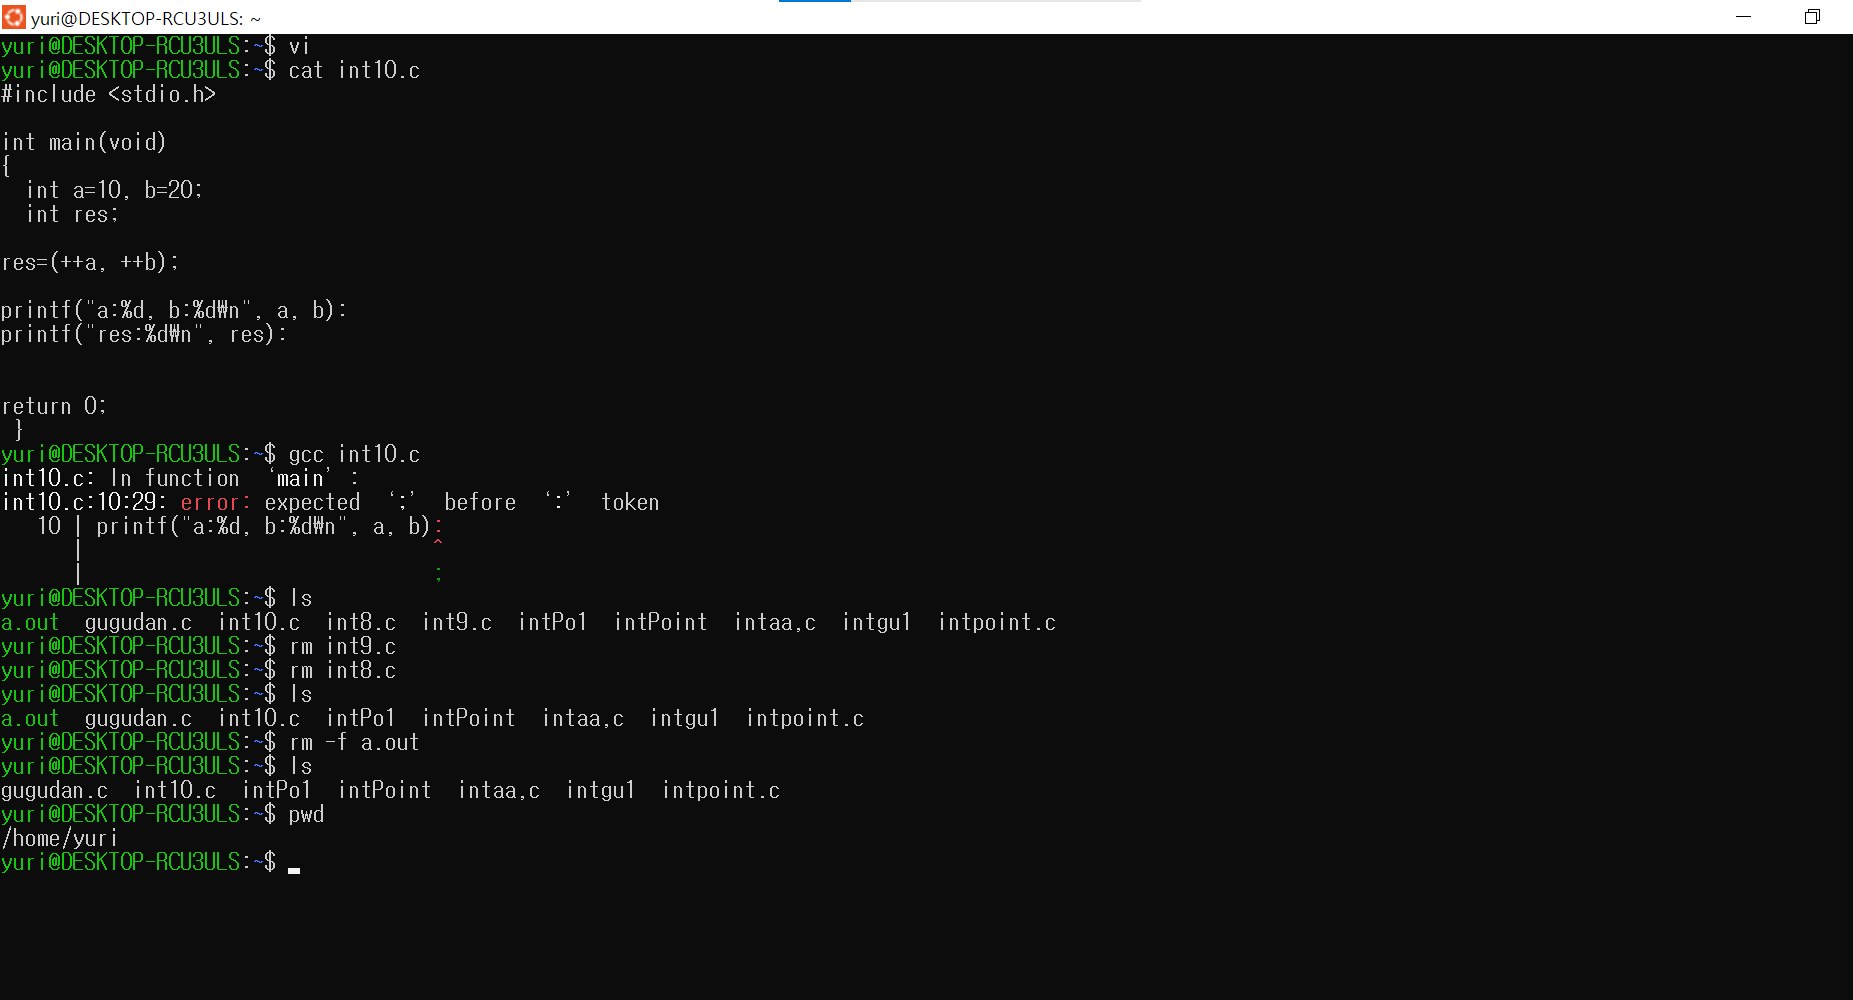 yuri@DESKTOP-RCU3ULS: ~
yuri@DESKTOP-RCU3ULS:~$ vi
yuri@DESKTOP-RCU3ULS:~$ cat int10.c
#include <stdio.h>
int main(void)
{
  int a=10, b=20;
  int res;
res=(++a, ++b);
printf("a:%d, b:%d₩n", a, b):
printf("res:%d₩n", res):
return 0;
 }
yuri@DESKTOP-RCU3ULS:~$ gcc int10.c
int10.c: In function ‘main’:
int10.c:10:29: error: expected ‘;’ before ‘:’ token
   10 | printf("a:%d, b:%d₩n", a, b):
      |                             ^
      |                             ;
yuri@DESKTOP-RCU3ULS:~$ ls
a.out  gugudan.c  int10.c  int8.c  int9.c  intPo1  intPoint  intaa,c  intgu1  intpoint.c
yuri@DESKTOP-RCU3ULS:~$ rm int9.c
yuri@DESKTOP-RCU3ULS:~$ rm int8.c
yuri@DESKTOP-RCU3ULS:~$ ls
a.out  gugudan.c  int10.c  intPo1  intPoint  intaa,c  intgu1  intpoint.c
yuri@DESKTOP-RCU3ULS:~$ rm -f a.out
yuri@DESKTOP-RCU3ULS:~$ ls
gugudan.c  int10.c  intPo1  intPoint  intaa,c  intgu1  intpoint.c
yuri@DESKTOP-RCU3ULS:~$ pwd
/home/yuri
yuri@DESKTOP-RCU3ULS:~$